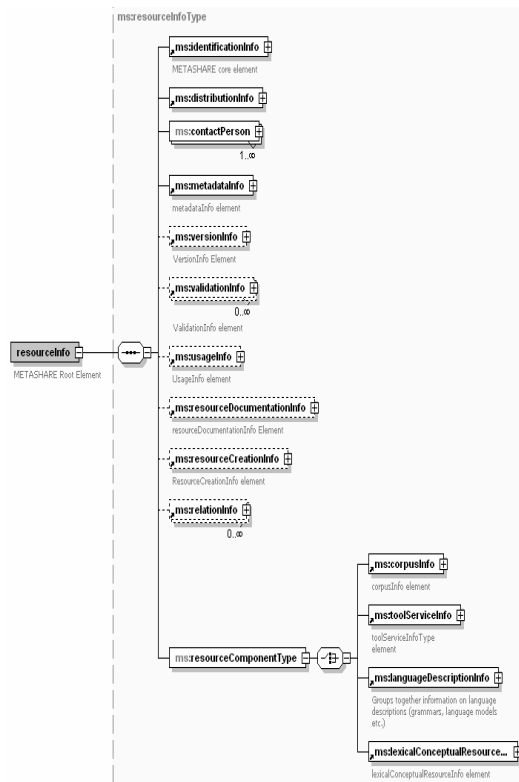 ms:resourceInfoType
ms:identificationInfo
METASHARE core element
ms:distributionInfo
ms:contactPerson
1..∞
ms:metadataInfo
metadataInfo element
ms:versionInfo
VersionInfo Element
ms:validationInfo
0..∞
ValidationInfo element
resourceInfo
METASHARE Root Element
ms:usageInfo
UsageInfo element
ms:resourceDocumentationInfo
resourceDocumentationInfo Element
ms:resourceCreationInfo
ResourceCreationInfo element
ms:relationInfo
0..∞
ms:resourceComponentType
ms:corpusInfo
corpusInfo element
ms:toolServiceInfo
toolServiceInfoType
element
ms:languageDescriptionInfo
Groups together information on language
descriptions (grammars, language models
etc.)
ms:lexicalConceptualResource...
lexicalConceptualResourceInfo element